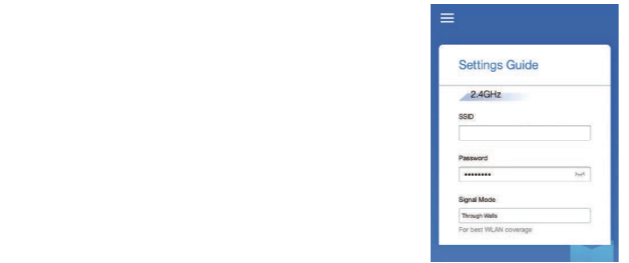 Settings Guide
2.4GHz
SSID
Password
••••••••
Signal Mode
Through Walls
For best WLAN coverage